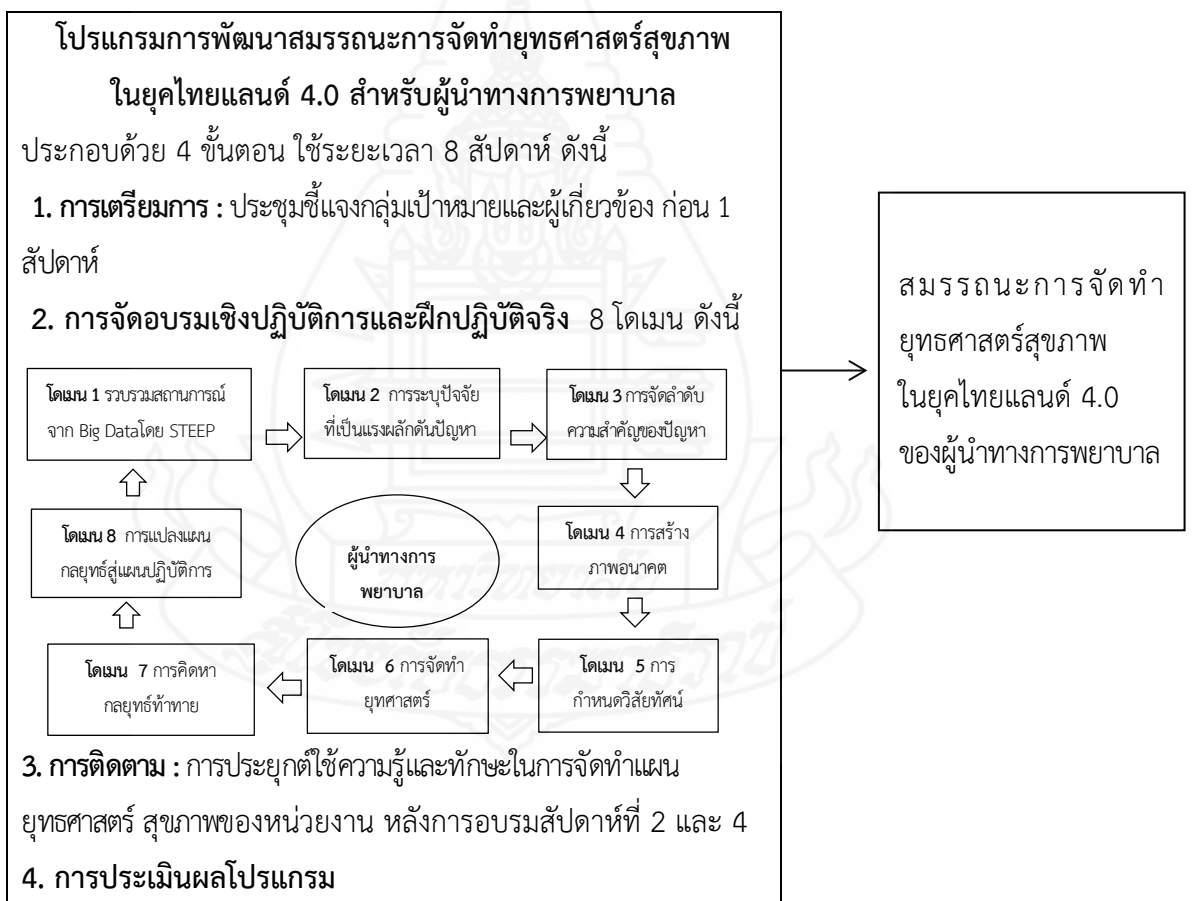 โปรแกรมการพัฒนาสมรรถนะการจัดทำยุทธศาสตร์สุขภาพ
ในยุคไทยแลนด์ 4.0 สำหรับผู้นำทางการพยาบาล
ประกอบด้วย 4 ขั้นตอน ใช้ระยะเวลา 8 สัปดาห์ ดังนี้
1. การเตรียมการ : ประชุมชี้แจงกลุ่มเป้าหมายและผู้เกี่ยวข้อง ก่อน 1
สัปดาห์
2. การจัดอบรมเชิงปฏิบัติการและฝึกปฏิบัติจริง 8 โดเมน ดังนี้
โดเมน 1 รวบรวมสถานการณ์
จาก Big Dataโดย STEEP
โดเมน 2 การระบุปัจจัย
ที่เป็นแรงผลักดันปัญหา
โดเมน 3 การจัดลำดับ
ความสำคัญของปัญหา
โดเมน 4 การสร้าง
ภาพอนาคต
โดเมน 5 การ
กำหนดวิสัยทัศน์
โดเมน 6 การจัดทำ
ยุทศาสตร์
โดเมน 7 การคิดหา
กลยุทธ์ท้าทาย
โดเมน 8 การแปลงแผน
กลยุทธ์สู่แผนปฏิบัติการ
ผู้นำทางการ
พยาบาล
3. การติดตาม : การประยุกต์ใช้ความรู้และทักษะในการจัดทำแผน
ยุทธศาสตร์ สุขภาพของหน่วยงาน หลังการอบรมสัปดาห์ที่ 2 และ 4
4. การประเมินผลโปรแกรม
สมรรถนะการจัดทำ
ยุทธศาสตร์สุขภาพ
ในยุคไทยแลนด์ 4.0
ของผู้นำทางการพยาบาล